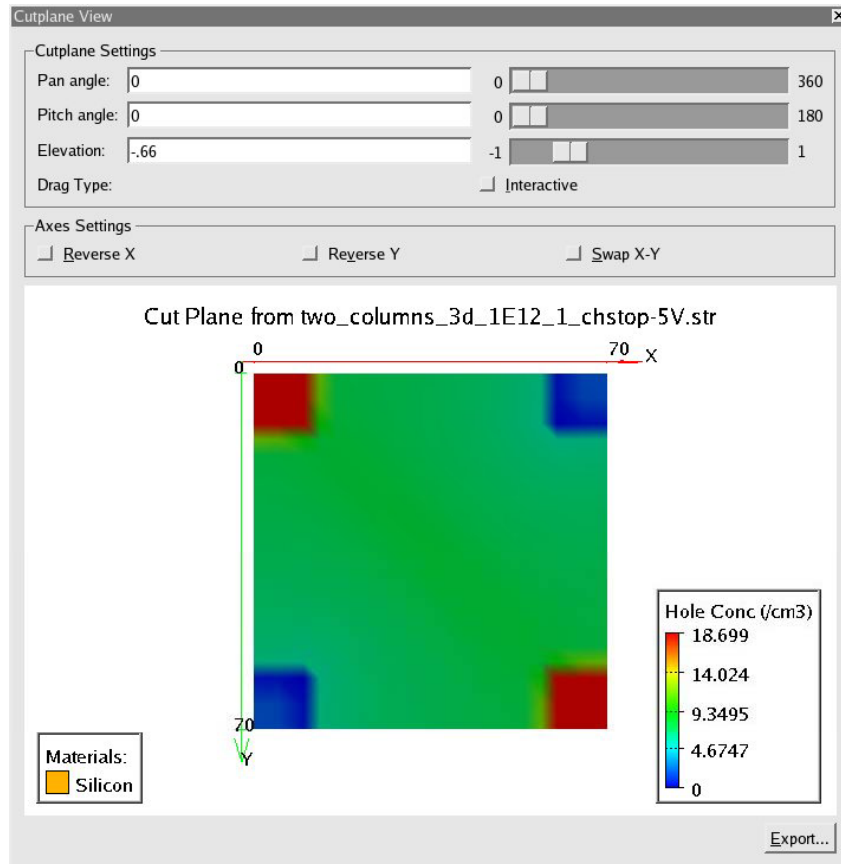 Cutplane View
Cutplane Settings
Pan angle: 0 0 360
Pitch angle: 0 0 180
Elevation: -.66 -1 1
Drag Type: Interactive
Axes Settings
Reverse X Reverse Y Swap X-Y
Cut Plane from two_columns_3d_1E12_1_chstop-5V.str
0 70 X
0
70
Y
Hole Conc (/cm3)
18.699
14.024
9.3495
4.6747
0
Materials:
Silicon
Export...